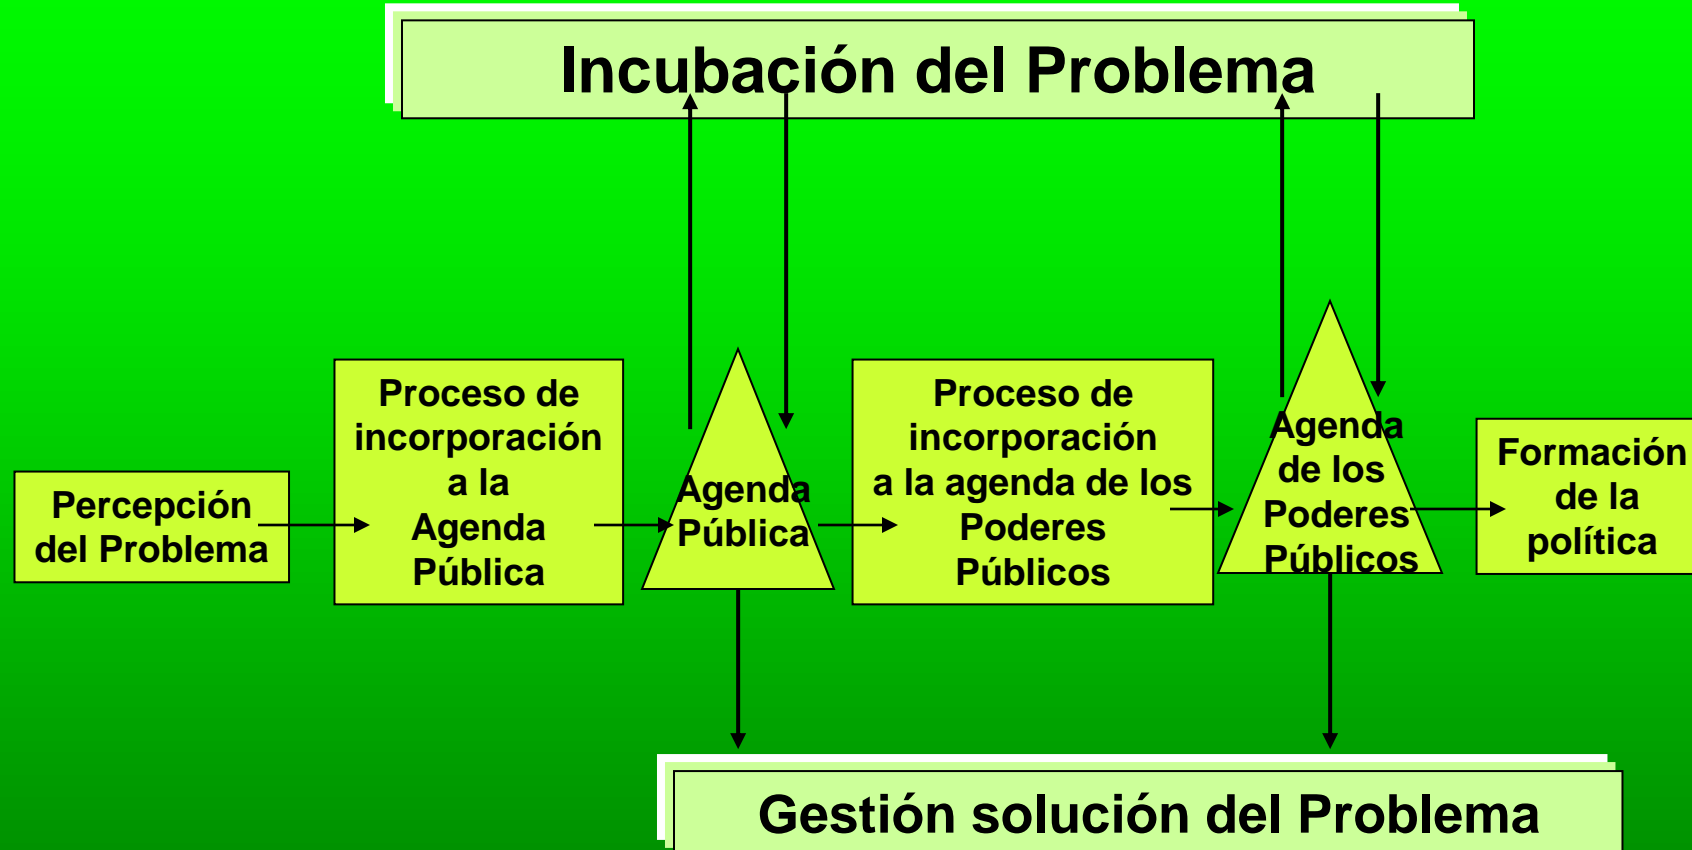 Incubación del Problema
Percepción
del Problema
Proceso de
incorporación
a la
Agenda
Pública
Agenda
Pública
Proceso de
incorporación
a la agenda de los
Poderes
Públicos
Agenda
de los
Poderes
Públicos
Formación
de la
política
Gestión solución del Problema